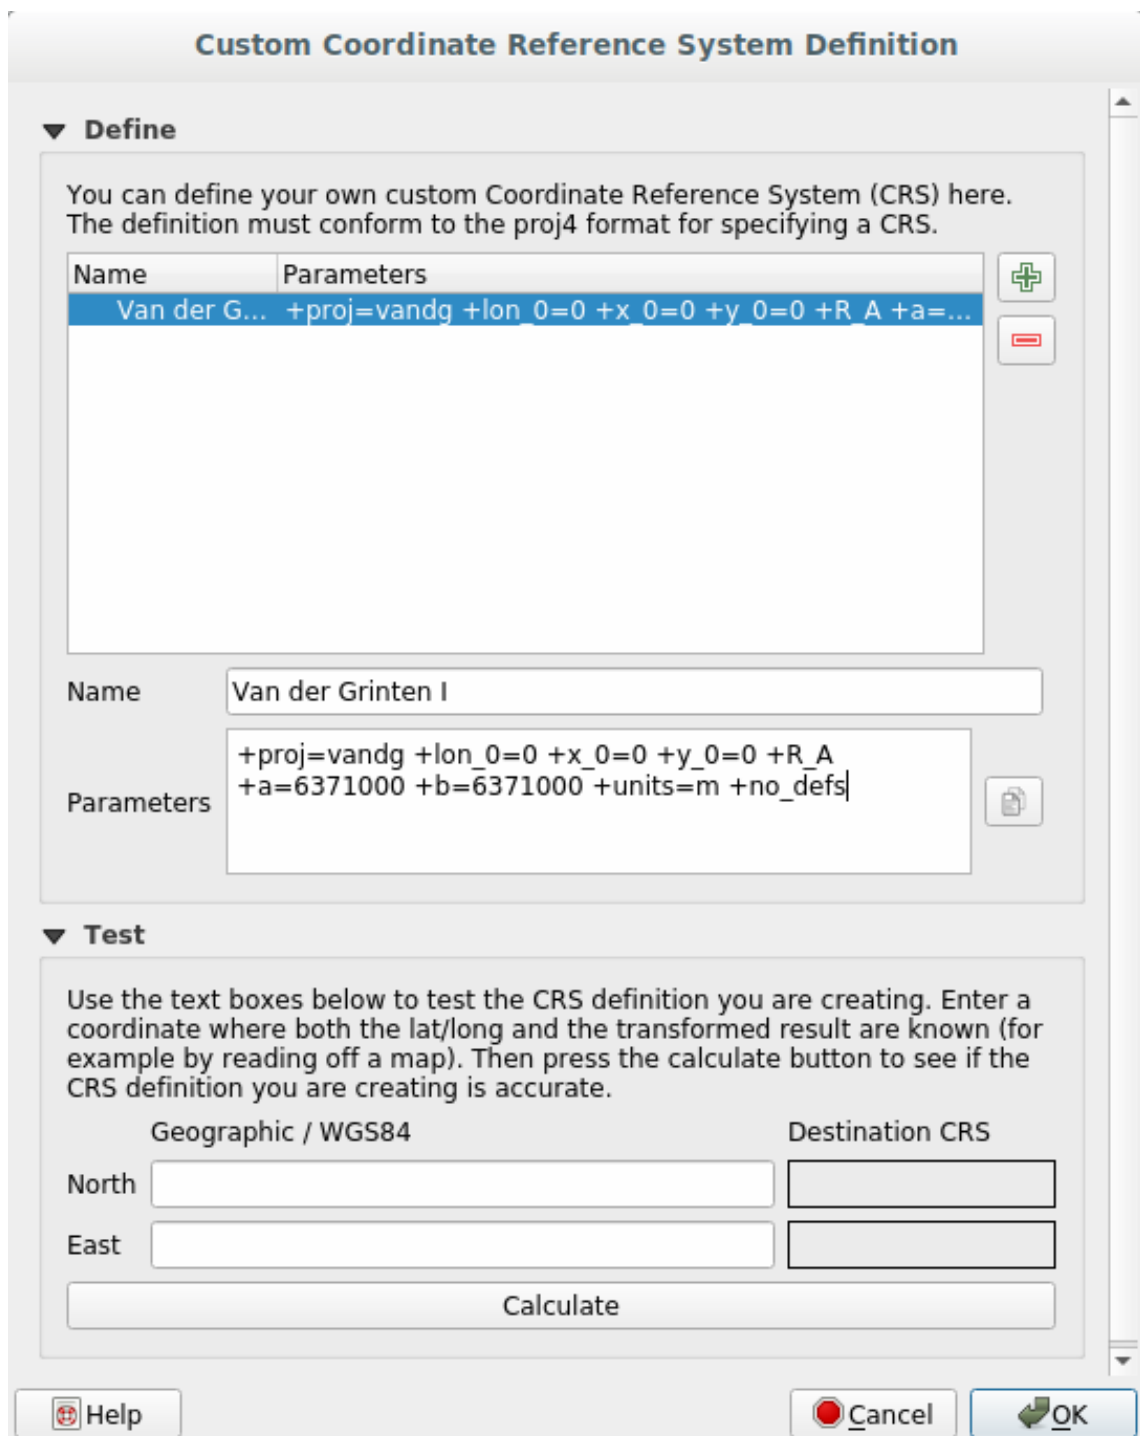 Custom Coordinate Reference System Definition
Define
You can define your own custom Coordinate Reference System (CRS) here.
The definition must conform to the proj4 format for specifying a CRS.
Name Parameters
Van der G... +proj=vandg +lon_0=0 +x_0=0 +y_0=0 +R_A +a=...
Name Van der Grinten I
+proj=vandg +lon_0=0 +x_0=0 +y_0=0 +R_A
+a=6371000 +b=6371000 +units=m +no_defs
Parameters
Test
Use the text boxes below to test the CRS definition you are creating. Enter a
coordinate where both the lat/long and the transformed result are known (for
example by reading off a map). Then press the calculate button to see if the
CRS definition you are creating is accurate.
Geographic / WGS84 Destination CRS
North
East
Calculate
Help Cancel OK